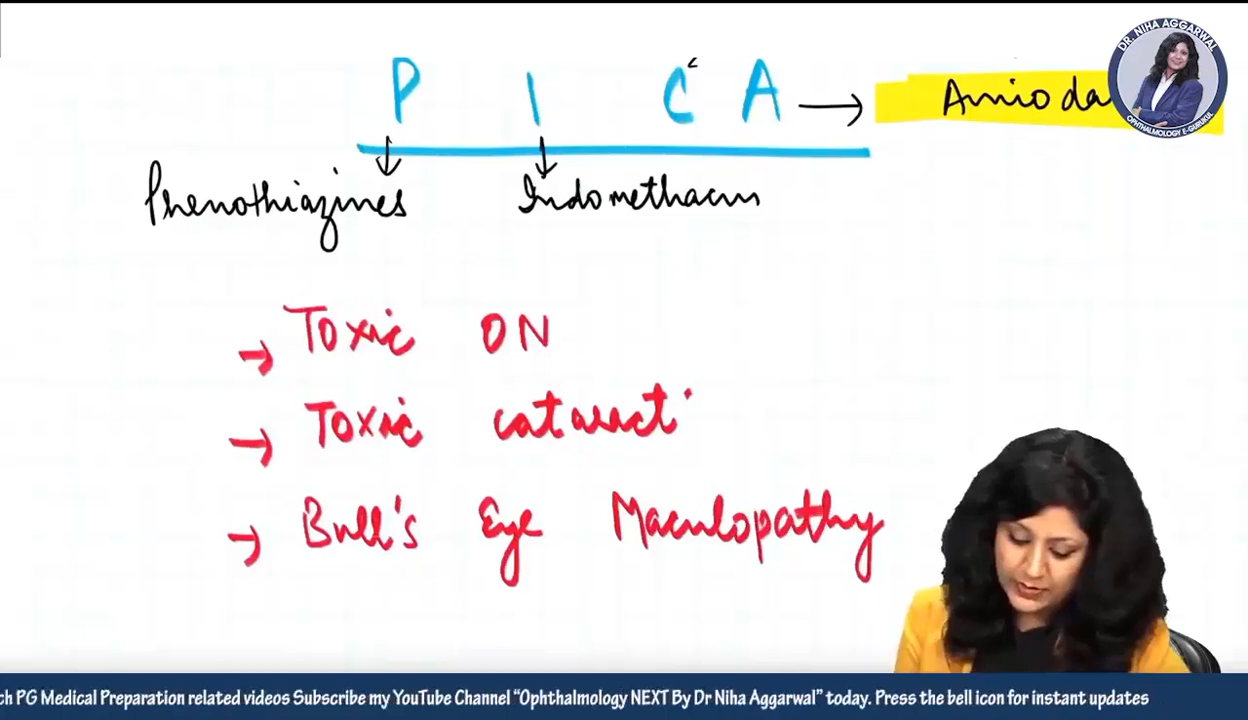 P I C A → Amioda
Phenothiazines Indomethacin
→ Toxic ON
→ Toxic cataract
→ Bull's Eye Maculopathy
DR. NIHA AGGARWAL
OPHTHALMOLOGY E-GURUKUL
ch PG Medical Preparation related videos Subscribe my YouTube Channel “Ophthalmology NEXT By Dr Niha Aggarwal” today. Press the bell icon for instant updates